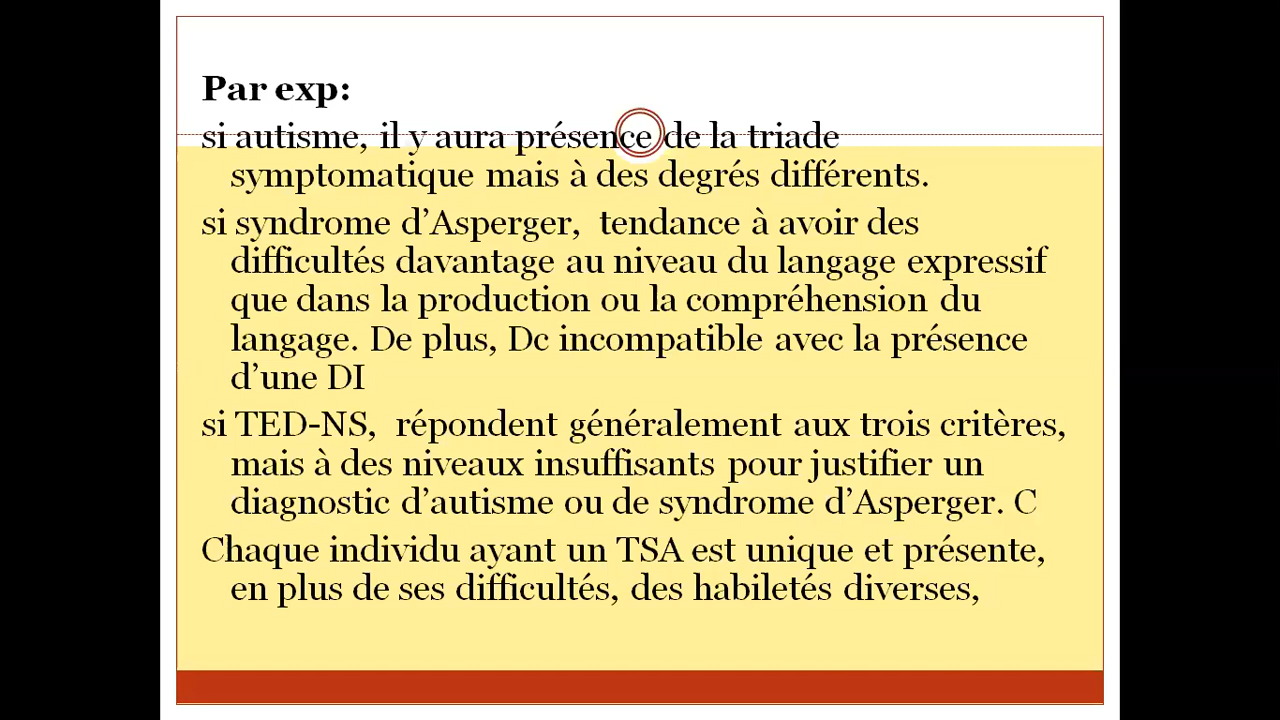 Par exp:
si autisme, il y aura présence de la triade
symptomatique mais à des degrés différents.
si syndrome d’Asperger, tendance à avoir des
difficultés davantage au niveau du langage expressif
que dans la production ou la compréhension du
langage. De plus, Dc incompatible avec la présence
d’une DI
si TED-NS, répondent généralement aux trois critères,
mais à des niveaux insuffisants pour justifier un
diagnostic d’autisme ou de syndrome d’Asperger. C
Chaque individu ayant un TSA est unique et présente,
en plus de ses difficultés, des habiletés diverses,